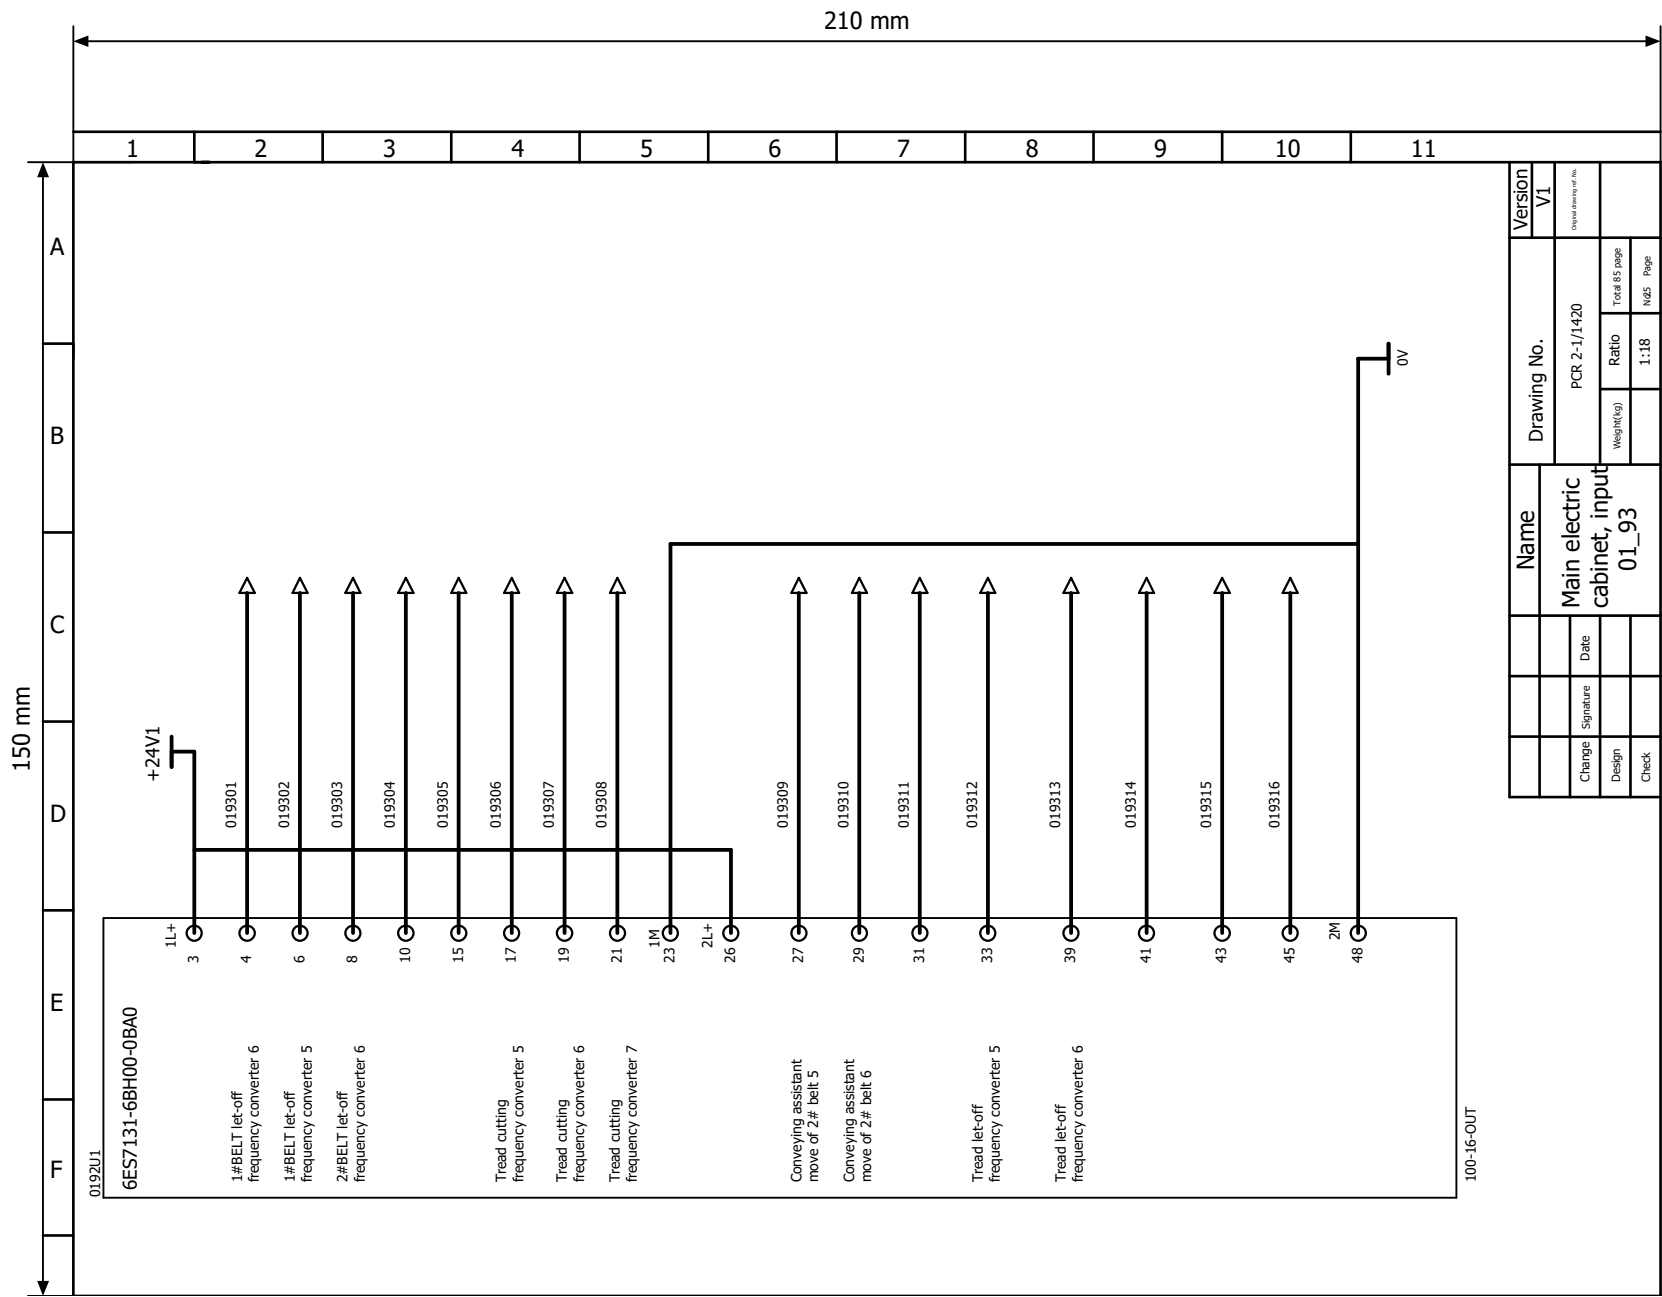 210 mm
1
2
3
4
5
6
7
8
9
10
11
150 mm
A
B
C
D
E
F
Version
V1
Original drawing ref. No.
Drawing No.
PCR 2-1/1420
Weight(kg)
Ratio
Total 85 page
1:18
No25 Page
Name
Main electric
cabinet, input
01_93
Change
Signature
Date
Design
Check
+24V1
0V
019301
019302
019303
019304
019305
019306
019307
019308
019309
019310
019311
019312
019313
019314
019315
019316
1L+
1M
2L+
2M
3
4
6
8
10
15
17
19
21
23
26
27
29
31
33
39
41
43
45
48
0192U1
6ES7131-6BH00-0BA0
1#BELT let-off
frequency converter 6
1#BELT let-off
frequency converter 5
2#BELT let-off
frequency converter 6
Tread cutting
frequency converter 5
Tread cutting
frequency converter 6
Tread cutting
frequency converter 7
Conveying assistant
move of 2# belt 5
Conveying assistant
move of 2# belt 6
Tread let-off
frequency converter 5
Tread let-off
frequency converter 6
100-16-OUT